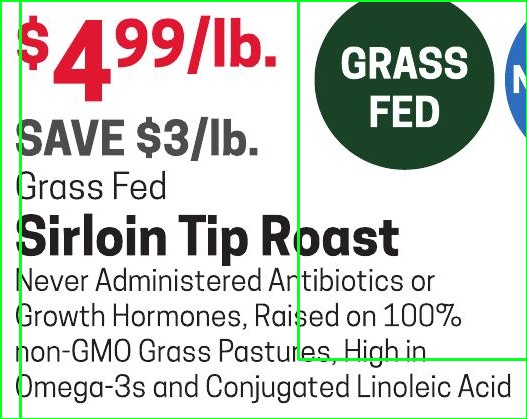 $4.99/lb.
SAVE $3/lb.
GRASS
FED
Grass Fed
Sirloin Tip Roast
Never Administered Antibiotics or
Growth Hormones, Raised on 100%
non-GMO Grass Pastures, High in
Omega-3s and Conjugated Linoleic Acid